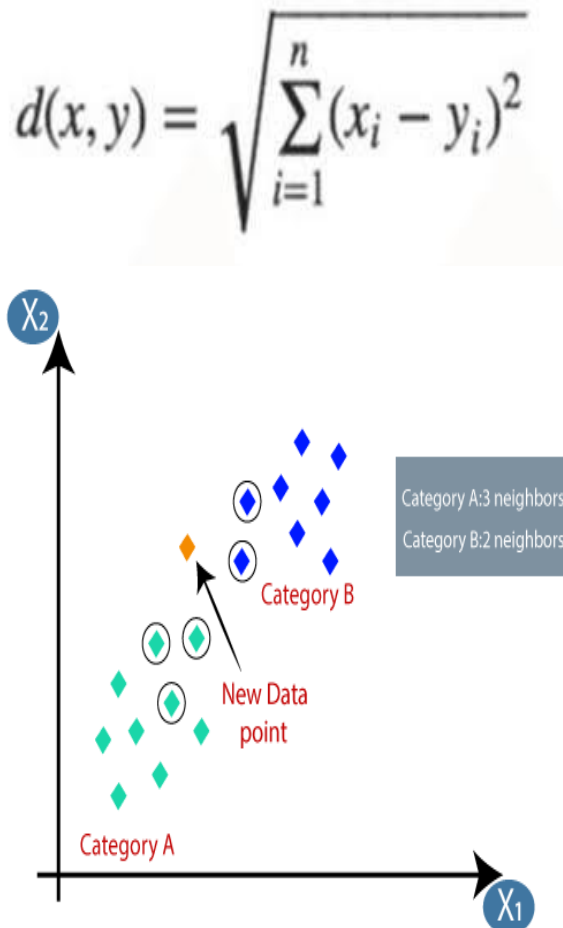 d(x, y) = √(∑_{i=1}^{n} (x_i − y_i)^2)
X₂
Category A:3 neighbors
Category B:2 neighbors
Category B
New Data
point
Category A
X₁